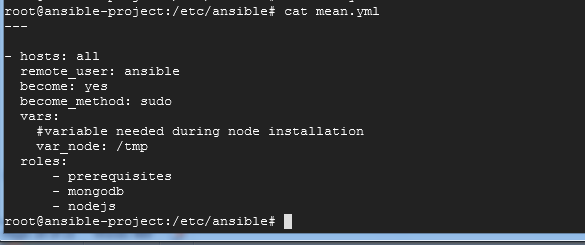 root@ansible-project:/etc/ansible# cat mean.yml
---
- hosts: all
  remote_user: ansible
  become: yes
  become_method: sudo
  vars:
    #variable needed during node installation
    var_node: /tmp
  roles:
      - prerequisites
      - mongodb
      - nodejs
root@ansible-project:/etc/ansible#